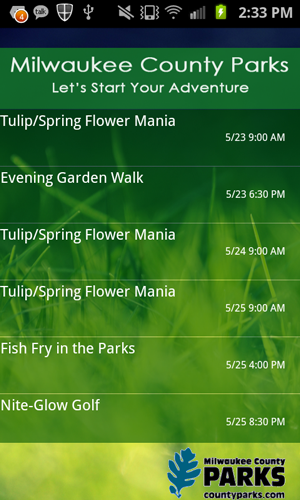 4
talk
2:33 PM
Milwaukee County Parks
Let's Start Your Adventure
Tulip/Spring Flower Mania
5/23 9:00 AM
Evening Garden Walk
5/23 6:30 PM
Tulip/Spring Flower Mania
5/24 9:00 AM
Tulip/Spring Flower Mania
5/25 9:00 AM
Fish Fry in the Parks
5/25 4:00 PM
Nite-Glow Golf
5/25 8:30 PM
Milwaukee County
PARKS
countyparks.com